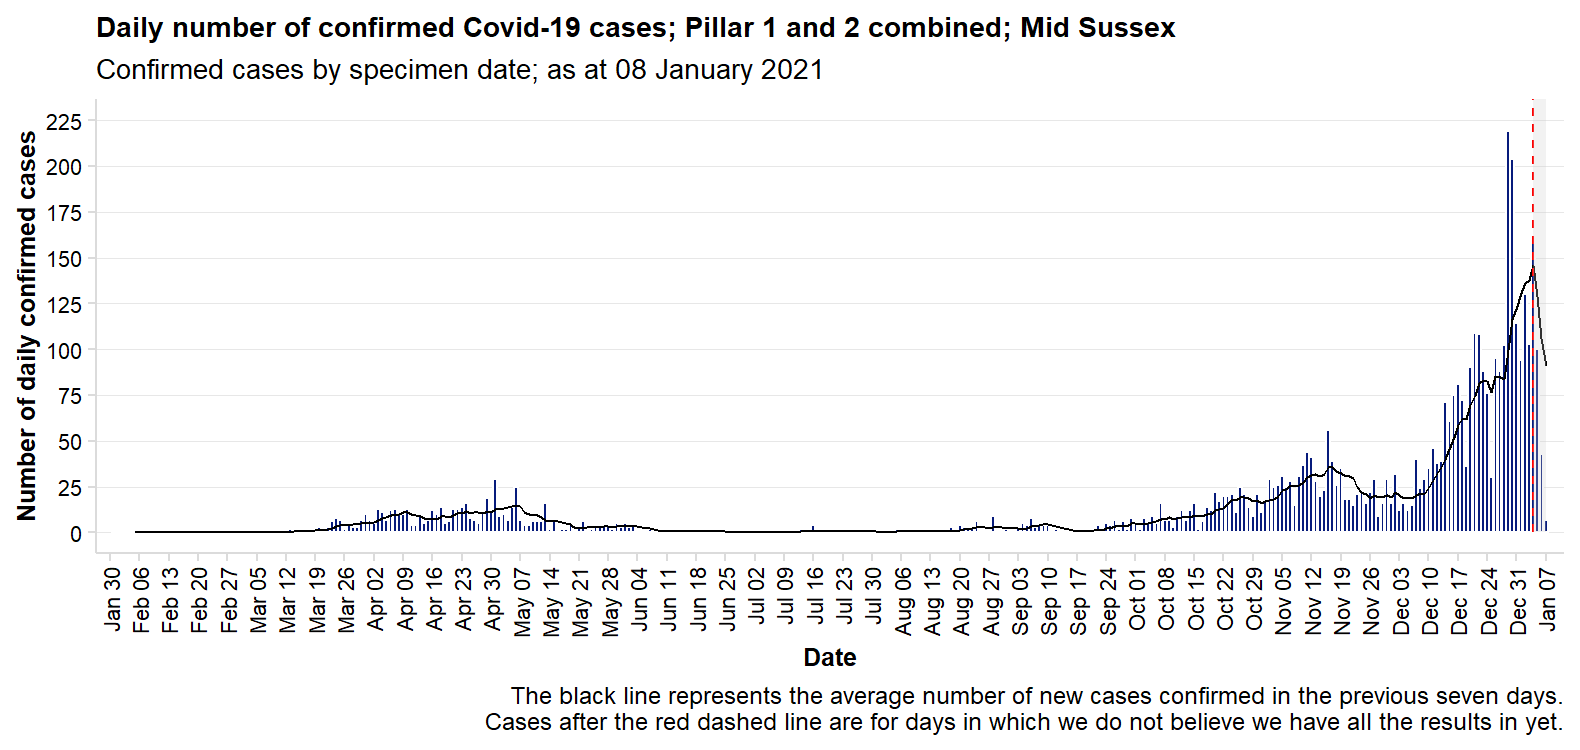 Daily number of confirmed Covid-19 cases; Pillar 1 and 2 combined; Mid Sussex
Confirmed cases by specimen date; as at 08 January 2021
Number of daily confirmed cases
225
200
175
150
125
100
75
50
25
0
Jan 30
Feb 06
Feb 13
Feb 20
Feb 27
Mar 05
Mar 12
Mar 19
Mar 26
Apr 02
Apr 09
Apr 16
Apr 23
Apr 30
May 07
May 14
May 21
May 28
Jun 04
Jun 11
Jun 18
Jun 25
Jul 02
Jul 09
Jul 16
Jul 23
Jul 30
Aug 06
Aug 13
Aug 20
Aug 27
Sep 03
Sep 10
Sep 17
Sep 24
Oct 01
Oct 08
Oct 15
Oct 22
Oct 29
Nov 05
Nov 12
Nov 19
Nov 26
Dec 03
Dec 10
Dec 17
Dec 24
Dec 31
Jan 07
Date
The black line represents the average number of new cases confirmed in the previous seven days.
Cases after the red dashed line are for days in which we do not believe we have all the results in yet.